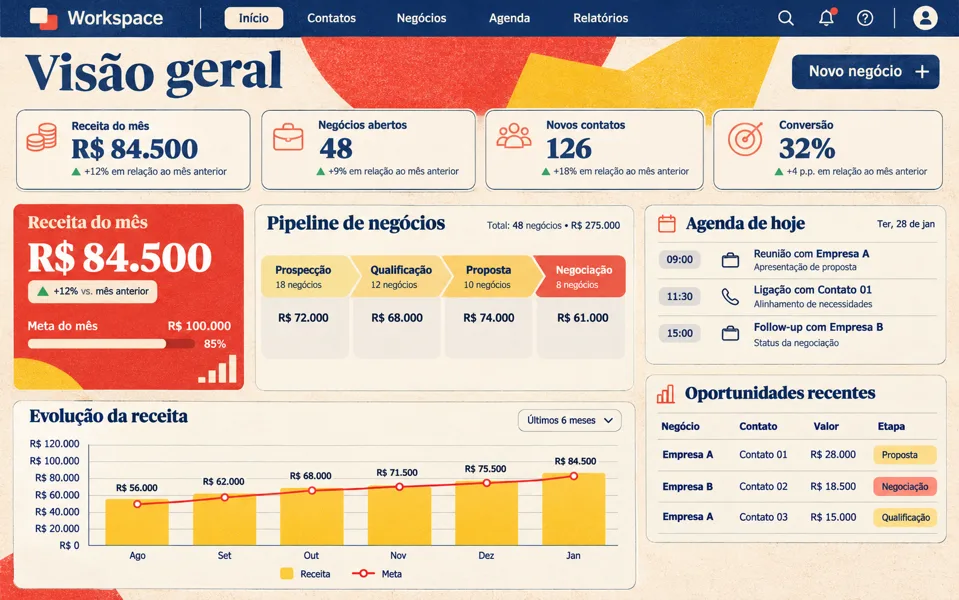 Workspace
Início
Contatos
Negócios
Agenda
Relatórios
Visão geral
Novo negócio +
Receita do mês
R$ 84.500
+12% em relação ao mês anterior
Negócios abertos
48
+9% em relação ao mês anterior
Novos contatos
126
+18% em relação ao mês anterior
Conversão
32%
+4 p.p. em relação ao mês anterior
Receita do mês
R$ 84.500
+12% vs. mês anterior
Meta do mês R$ 100.000
85%
Pipeline de negócios
Total: 48 negócios • R$ 275.000
Prospecção
18 negócios
R$ 72.000
Qualificação
12 negócios
R$ 68.000
Proposta
10 negócios
R$ 74.000
Negociação
8 negócios
R$ 61.000
Agenda de hoje
Ter, 28 de jan
09:00
Reunião com Empresa A
Apresentação de proposta
11:30
Ligação com Contato 01
Alinhamento de necessidades
15:00
Follow-up com Empresa B
Status da negociação
Evolução da receita
Últimos 6 meses
R$ 120.000
R$ 100.000
R$ 80.000
R$ 60.000
R$ 40.000
R$ 20.000
R$ 0
R$ 56.000
R$ 62.000
R$ 68.000
R$ 71.500
R$ 75.500
R$ 84.500
Ago
Set
Out
Nov
Dez
Jan
Receita
Meta
Oportunidades recentes
Negócio Contato Valor Etapa
Empresa A Contato 01 R$ 28.000 Proposta
Empresa B Contato 02 R$ 18.500 Negociação
Empresa A Contato 03 R$ 15.000 Qualificação